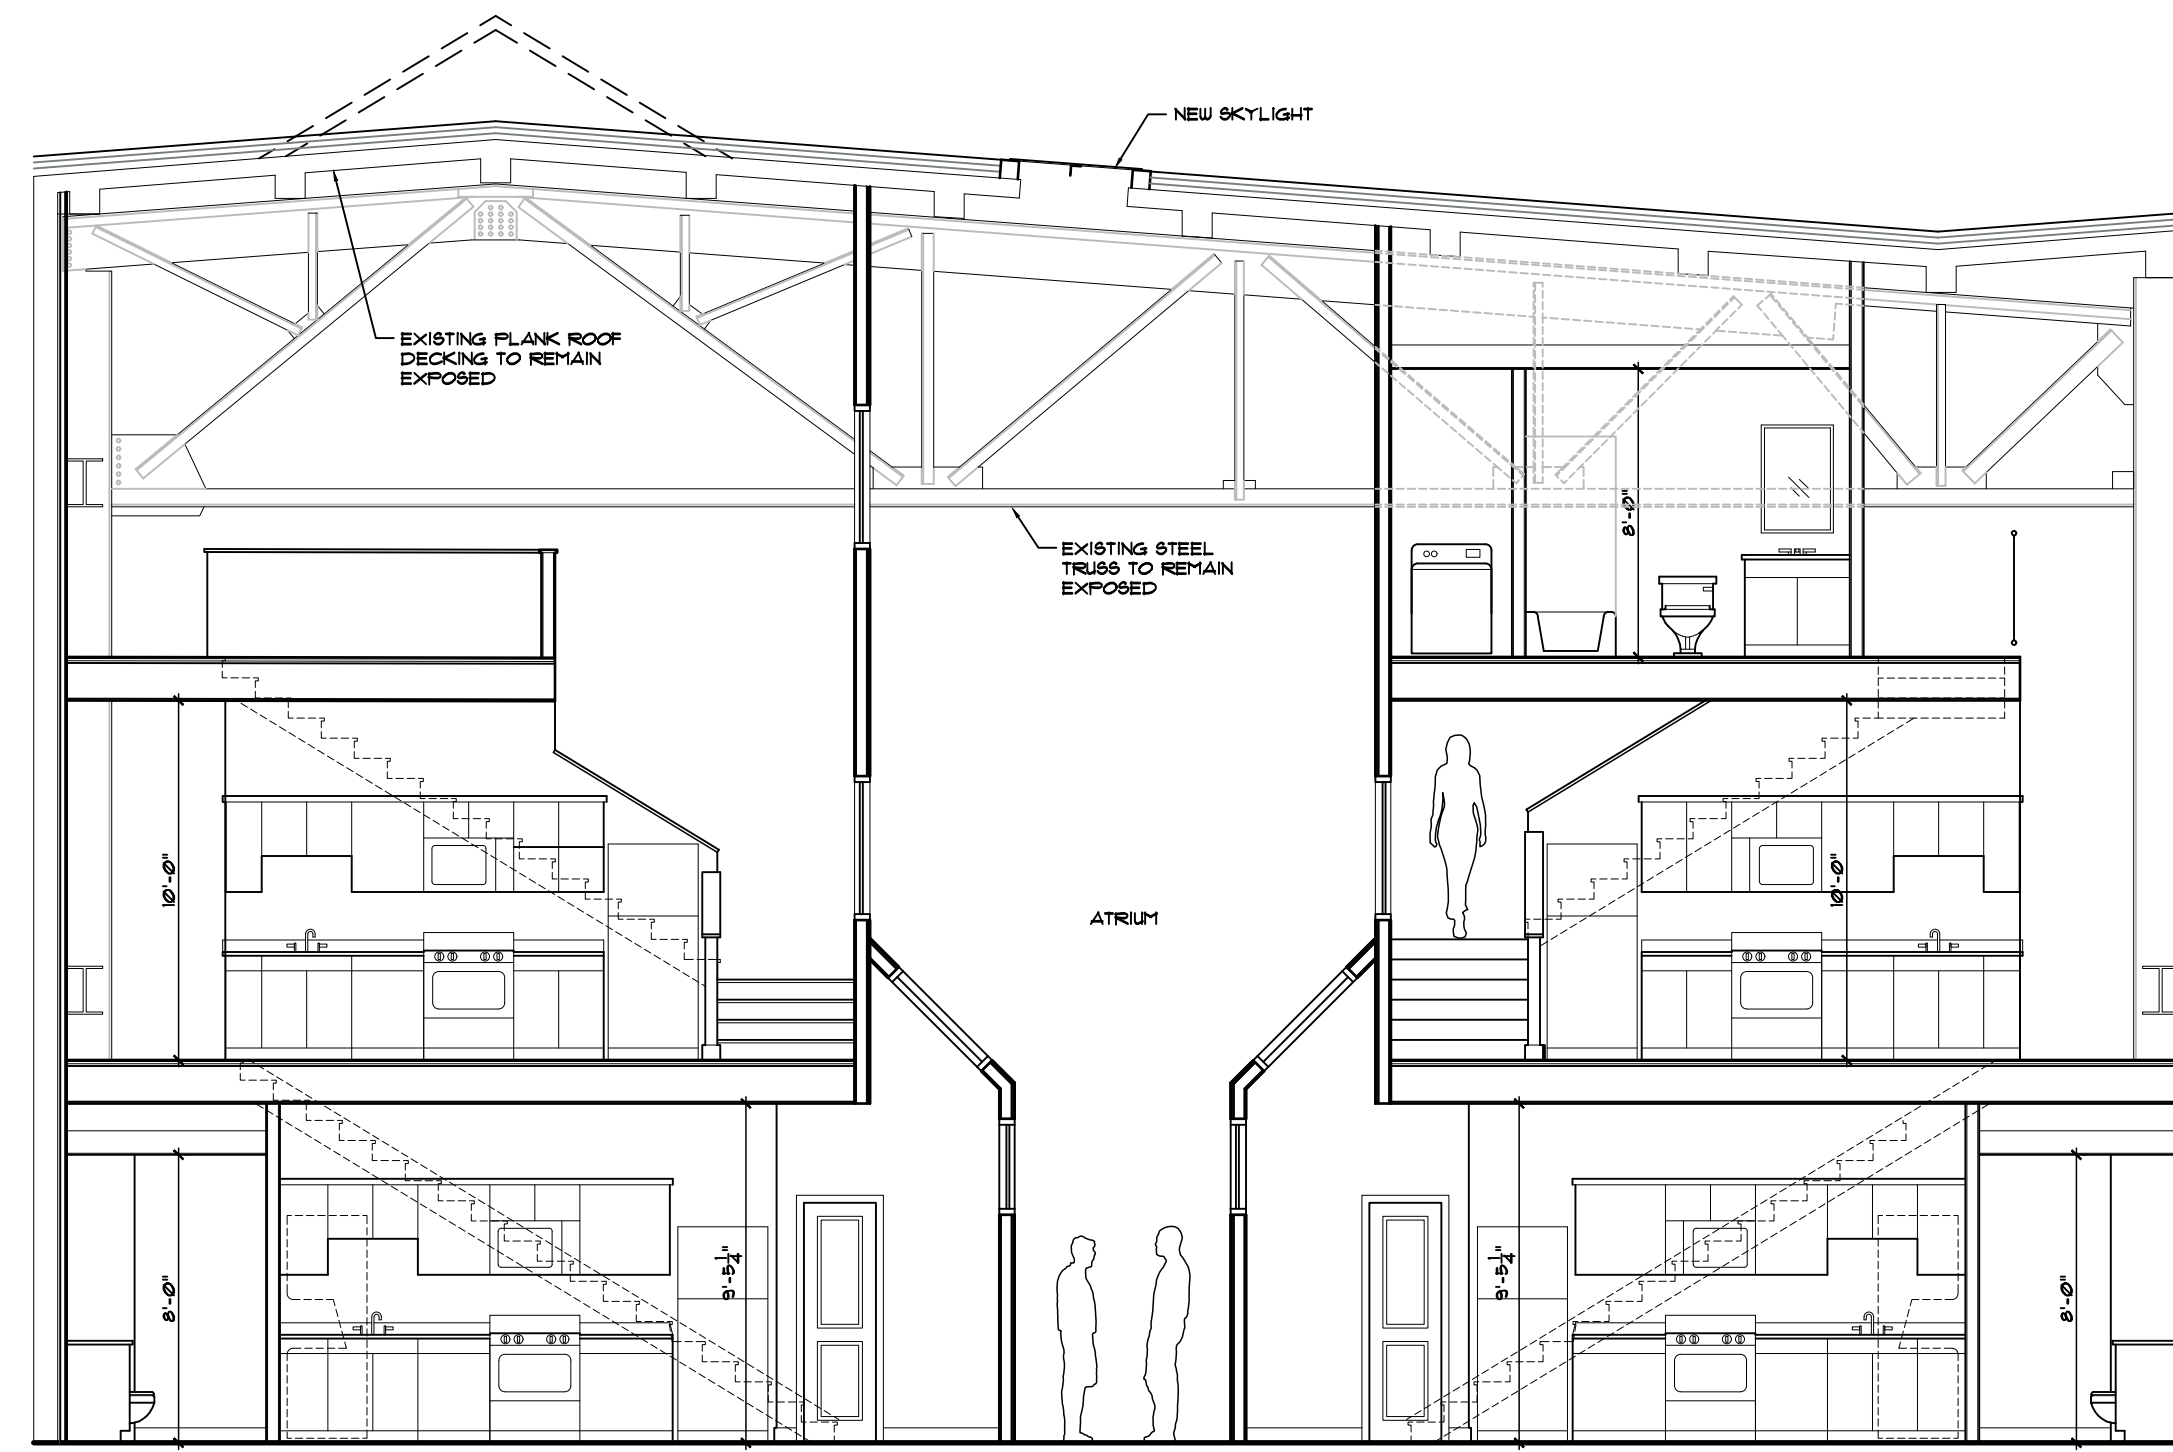 NEW SKYLIGHT
EXISTING PLANK ROOF
DECKING TO REMAIN
EXPOSED
8'-0"
EXISTING STEEL
TRUSS TO REMAIN
EXPOSED
10'-0"
10'-0"
ATRIUM
8'-0"
9'-5 1/4"
9'-5 1/4"
8'-0"